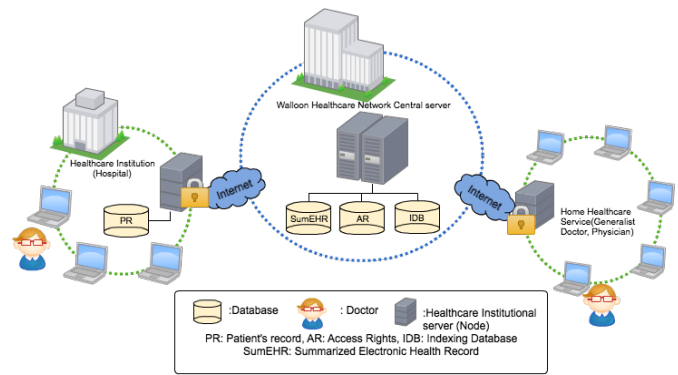 Walloon Healthcare Network Central server
Healthcare Institution
(Hospital)
Internet
PR
SumEHR
AR
IDB
Internet
Home Healthcare
Service(Generalist
Doctor, Physician)
:Database
: Doctor
:Healthcare Institutional
server (Node)
PR: Patient's record, AR: Access Rights, IDB: Indexing Database
SumEHR: Summarized Electronic Health Record